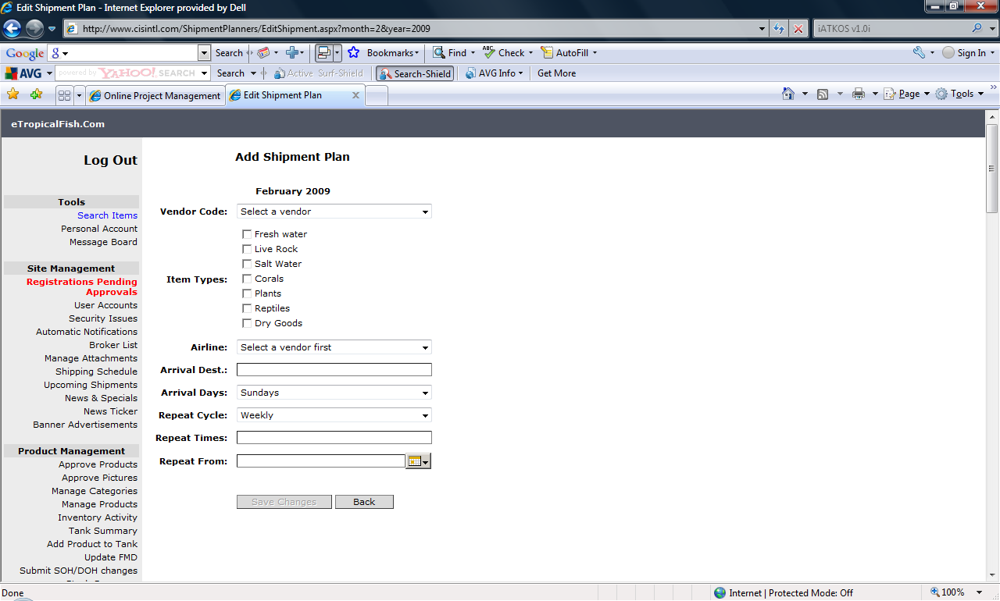 Edit Shipment Plan - Internet Explorer provided by Dell
http://www.cisintl.com/ShipmentPlanners/EditShipment.aspx?month=2&year=2009
iATKOS v1.0i
Google g Search Bookmarks Find Check AutoFill Sign In
AVG powered by YAHOO! SEARCH Search Active Surf-Shield Search-Shield AVG Info Get More
Online Project Management Edit Shipment Plan Page Tools
eTropicalFish.Com
Log Out
Tools
Search Items
Personal Account
Message Board
Site Management
Registrations Pending
Approvals
User Accounts
Security Issues
Automatic Notifications
Broker List
Manage Attachments
Shipping Schedule
Upcoming Shipments
News & Specials
News Ticker
Banner Advertisements
Product Management
Approve Products
Approve Pictures
Manage Categories
Manage Products
Inventory Activity
Tank Summary
Add Product to Tank
Update FMD
Submit SOH/DOH changes
Add Shipment Plan
February 2009
Vendor Code: Select a vendor
Item Types:
Fresh water
Live Rock
Salt Water
Corals
Plants
Reptiles
Dry Goods
Airline: Select a vendor first
Arrival Dest.:
Arrival Days: Sundays
Repeat Cycle: Weekly
Repeat Times:
Repeat From:
Save Changes Back
Done Internet | Protected Mode: Off 100%